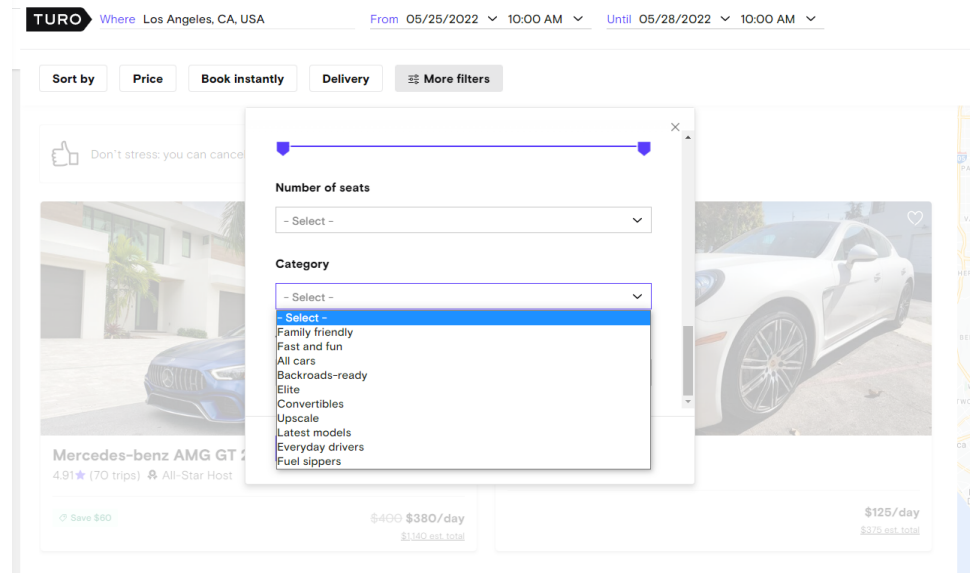 TURO Where Los Angeles, CA, USA From 05/25/2022 10:00 AM Until 05/28/2022 10:00 AM
Sort by Price Book instantly Delivery More filters
Don't stress: you can cance
Number of seats
- Select -
Category
- Select -
- Select -
Family friendly
Fast and fun
All cars
Backroads-ready
Elite
Convertibles
Upscale
Latest models
Everyday drivers
Fuel sippers
Mercedes-benz AMG GT 2
4.91 (70 trips) All-Star Host
Save $60 $400 $380/day
$1,140 est. total
$125/day
$375 est. total